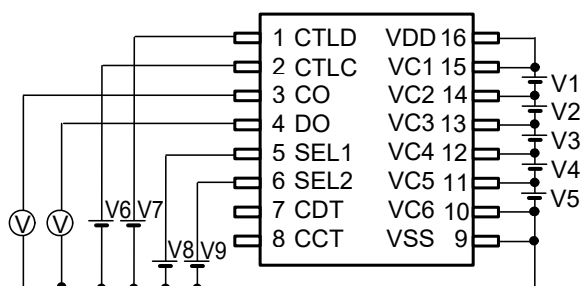 1 CTLD VDD 16
2 CTLC VC1 15
3 CO VC2 14
4 DO VC3 13
5 SEL1 VC4 12
6 SEL2 VC5 11
7 CDT VC6 10
8 CCT VSS 9
V1
V2
V3
V4
V5
V V V6 V7
V8 V9